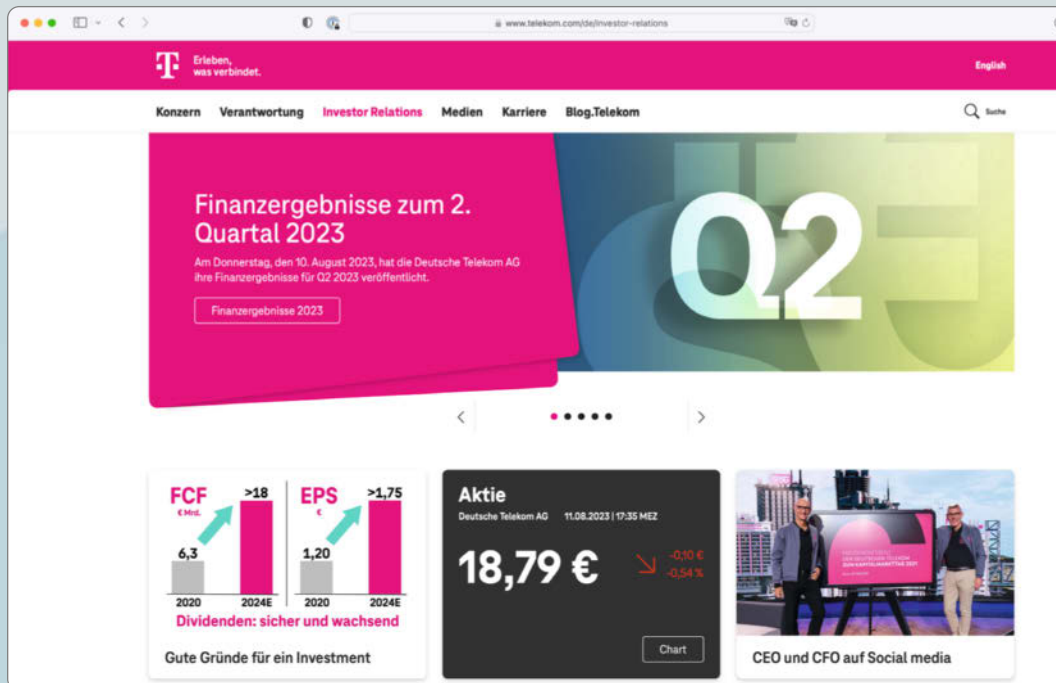 www.telekom.com/de/investor-relations
T
Erleben,
was verbindet.
English
Konzern Verantwortung Investor Relations Medien Karriere Blog.Telekom
Suche
Finanzergebnisse zum 2.
Quartal 2023
Am Donnerstag, den 10. August 2023, hat die Deutsche Telekom AG
ihre Finanzergebnisse für Q2 2023 veröffentlicht.
Finanzergebnisse 2023
Q2
FCF
€ Mrd.
>18
6,3
2020 2024E
EPS
€
>1,75
1,20
2020 2024E
Dividenden: sicher und wachsend
Gute Gründe für ein Investment
Aktie
Deutsche Telekom AG 11.08.2023 | 17:35 MEZ
18,79 €
-0,10 €
-0,54 %
Chart
ZUM KAPITALMARKTTAG 2021
CEO und CFO auf Social media